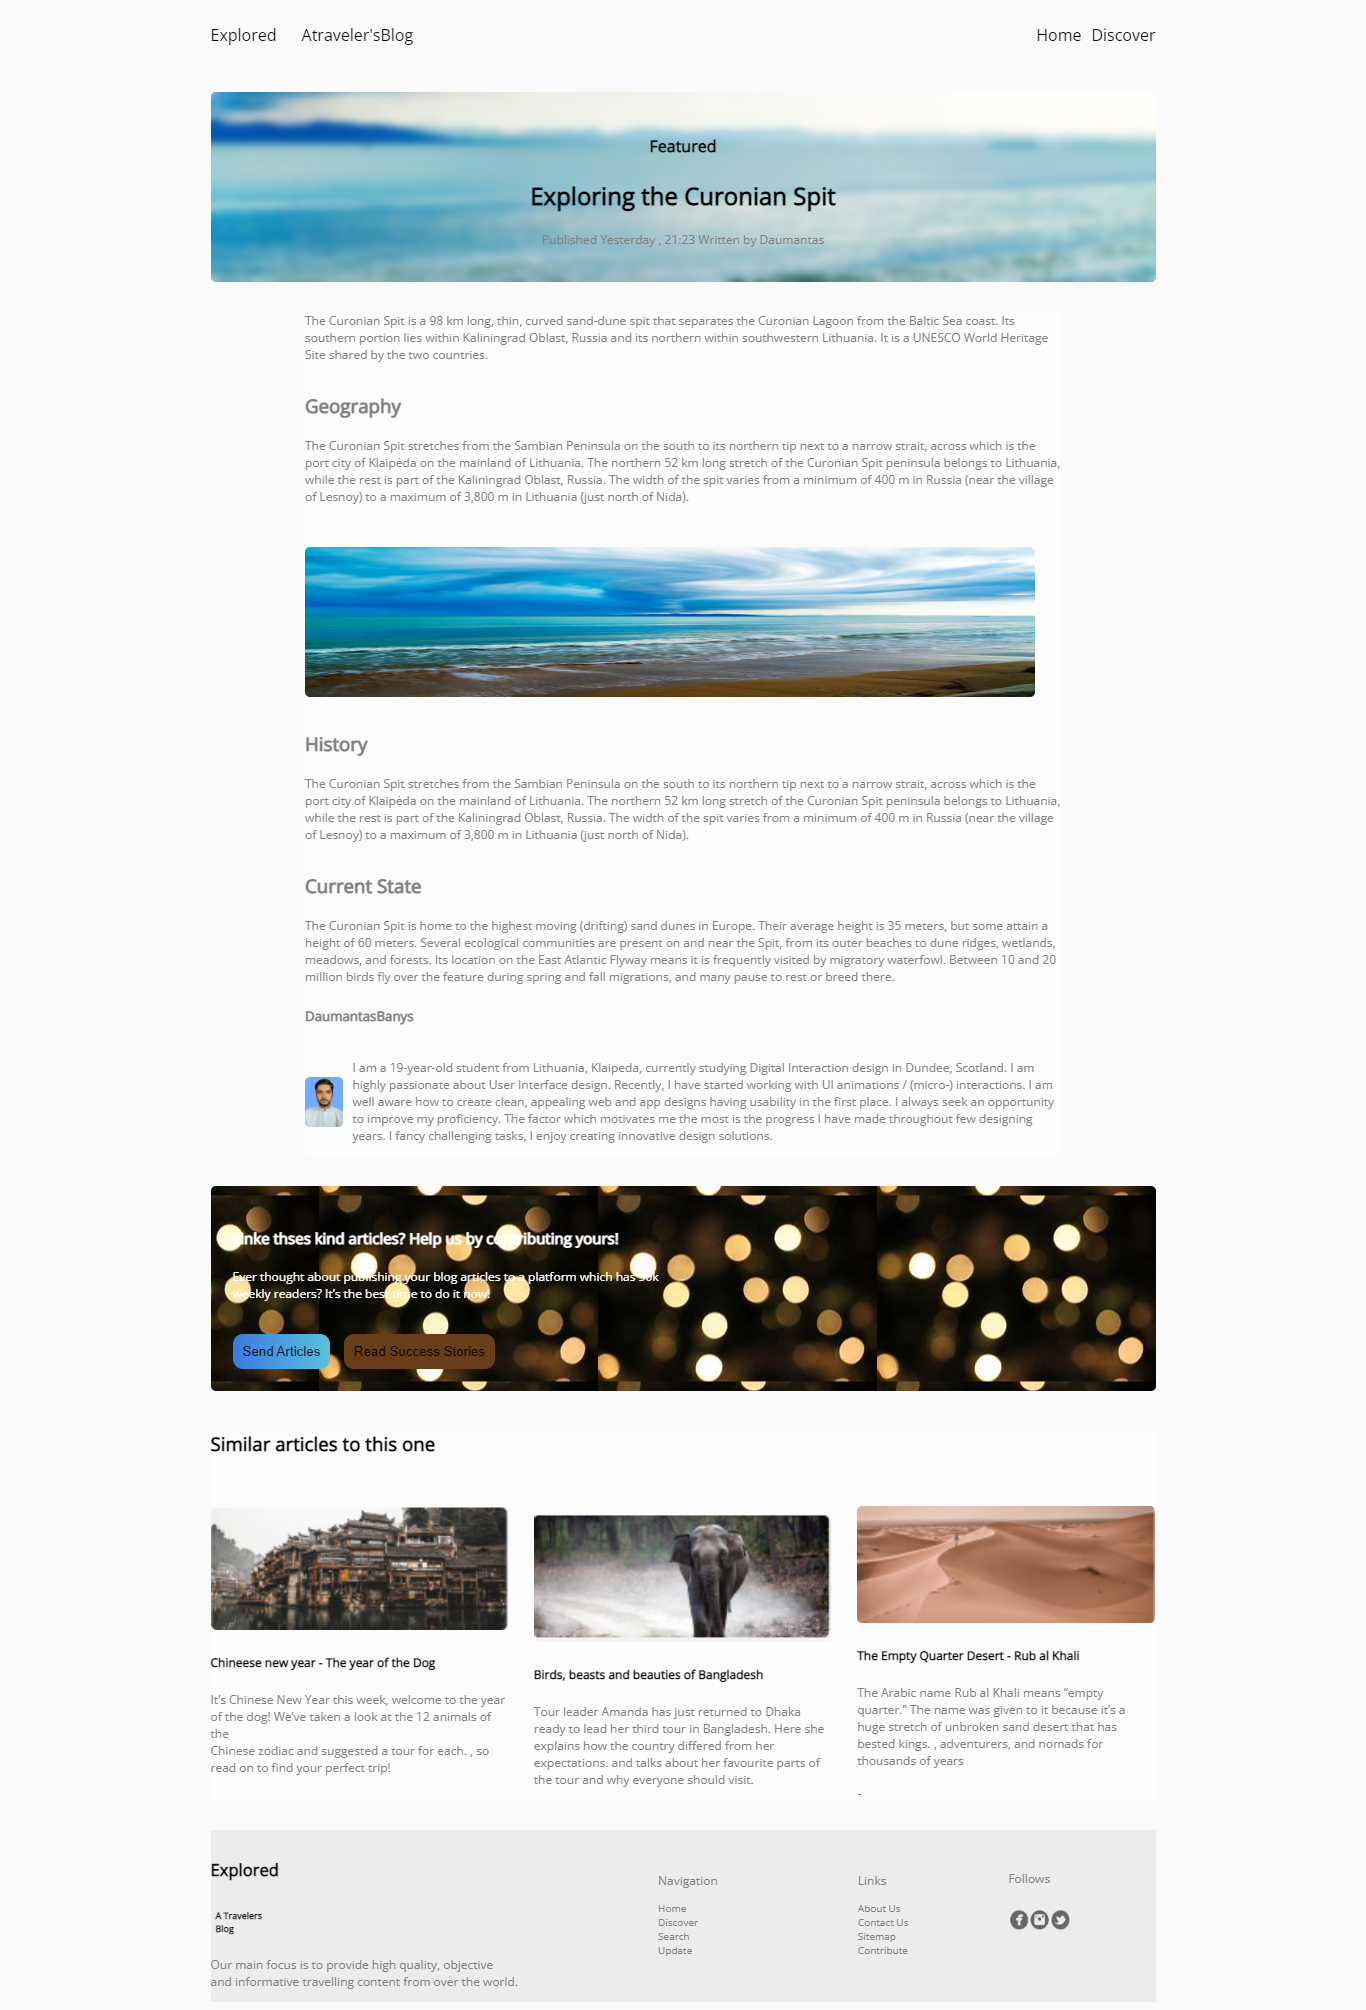 Explored Atraveler'sBlog Home Discover
Featured
Exploring the Curonian Spit
Published Yesterday , 21:23 Written by Daumantas
The Curonian Spit is a 98 km long, thin, curved sand-dune spit that separates the Curonian Lagoon from the Baltic Sea coast. Its
southern portion lies within Kaliningrad Oblast, Russia and its northern within southwestern Lithuania. It is a UNESCO World Heritage
Site shared by the two countries.
Geography
The Curonian Spit stretches from the Sambian Peninsula on the south to its northern tip next to a narrow strait, across which is the
port city of Klaipėda on the mainland of Lithuania. The northern 52 km long stretch of the Curonian Spit peninsula belongs to Lithuania,
while the rest is part of the Kaliningrad Oblast, Russia. The width of the spit varies from a minimum of 400 m in Russia (near the village
of Lesnoy) to a maximum of 3,800 m in Lithuania (just north of Nida).
History
The Curonian Spit stretches from the Sambian Peninsula on the south to its northern tip next to a narrow strait, across which is the
port city of Klaipėda on the mainland of Lithuania. The northern 52 km long stretch of the Curonian Spit peninsula belongs to Lithuania,
while the rest is part of the Kaliningrad Oblast, Russia. The width of the spit varies from a minimum of 400 m in Russia (near the village
of Lesnoy) to a maximum of 3,800 m in Lithuania (just north of Nida).
Current State
The Curonian Spit is home to the highest moving (drifting) sand dunes in Europe. Their average height is 35 meters, but some attain a
height of 60 meters. Several ecological communities are present on and near the Spit, from its outer beaches to dune ridges, wetlands,
meadows, and forests. Its location on the East Atlantic Flyway means it is frequently visited by migratory waterfowl. Between 10 and 20
million birds fly over the feature during spring and fall migrations, and many pause to rest or breed there.
DaumantasBanys
I am a 19-year-old student from Lithuania, Klaipeda, currently studying Digital Interaction design in Dundee, Scotland. I am
highly passionate about User Interface design. Recently, I have started working with UI animations / (micro-) interactions. I am
well aware how to create clean, appealing web and app designs having usability in the first place. I always seek an opportunity
to improve my proficiency. The factor which motivates me the most is the progress I have made throughout few designing
years. I fancy challenging tasks, I enjoy creating innovative design solutions.
Linke thses kind articles? Help us by contributing yours!
Ever thought about publishing your blog articles to a platform which has 50k
weekly readers? It’s the best time to do it now!
Send Articles Read Success Stories
Similar articles to this one
Chineese new year - The year of the Dog
It’s Chinese New Year this week, welcome to the year
of the dog! We’ve taken a look at the 12 animals of
the
Chinese zodiac and suggested a tour for each. , so
read on to find your perfect trip!
Birds, beasts and beauties of Bangladesh
Tour leader Amanda has just returned to Dhaka
ready to lead her third tour in Bangladesh. Here she
explains how the country differed from her
expectations. and talks about her favourite parts of
the tour and why everyone should visit.
The Empty Quarter Desert - Rub al Khali
The Arabic name Rub al Khali means “empty
quarter.” The name was given to it because it’s a
huge stretch of unbroken sand desert that has
bested kings. , adventurers, and nomads for
thousands of years
.
Explored
A Travelers
Blog
Our main focus is to provide high quality, objective
and informative travelling content from over the world.
Navigation
Home
Discover
Search
Update
Links
About Us
Contact Us
Sitemap
Contribute
Follows